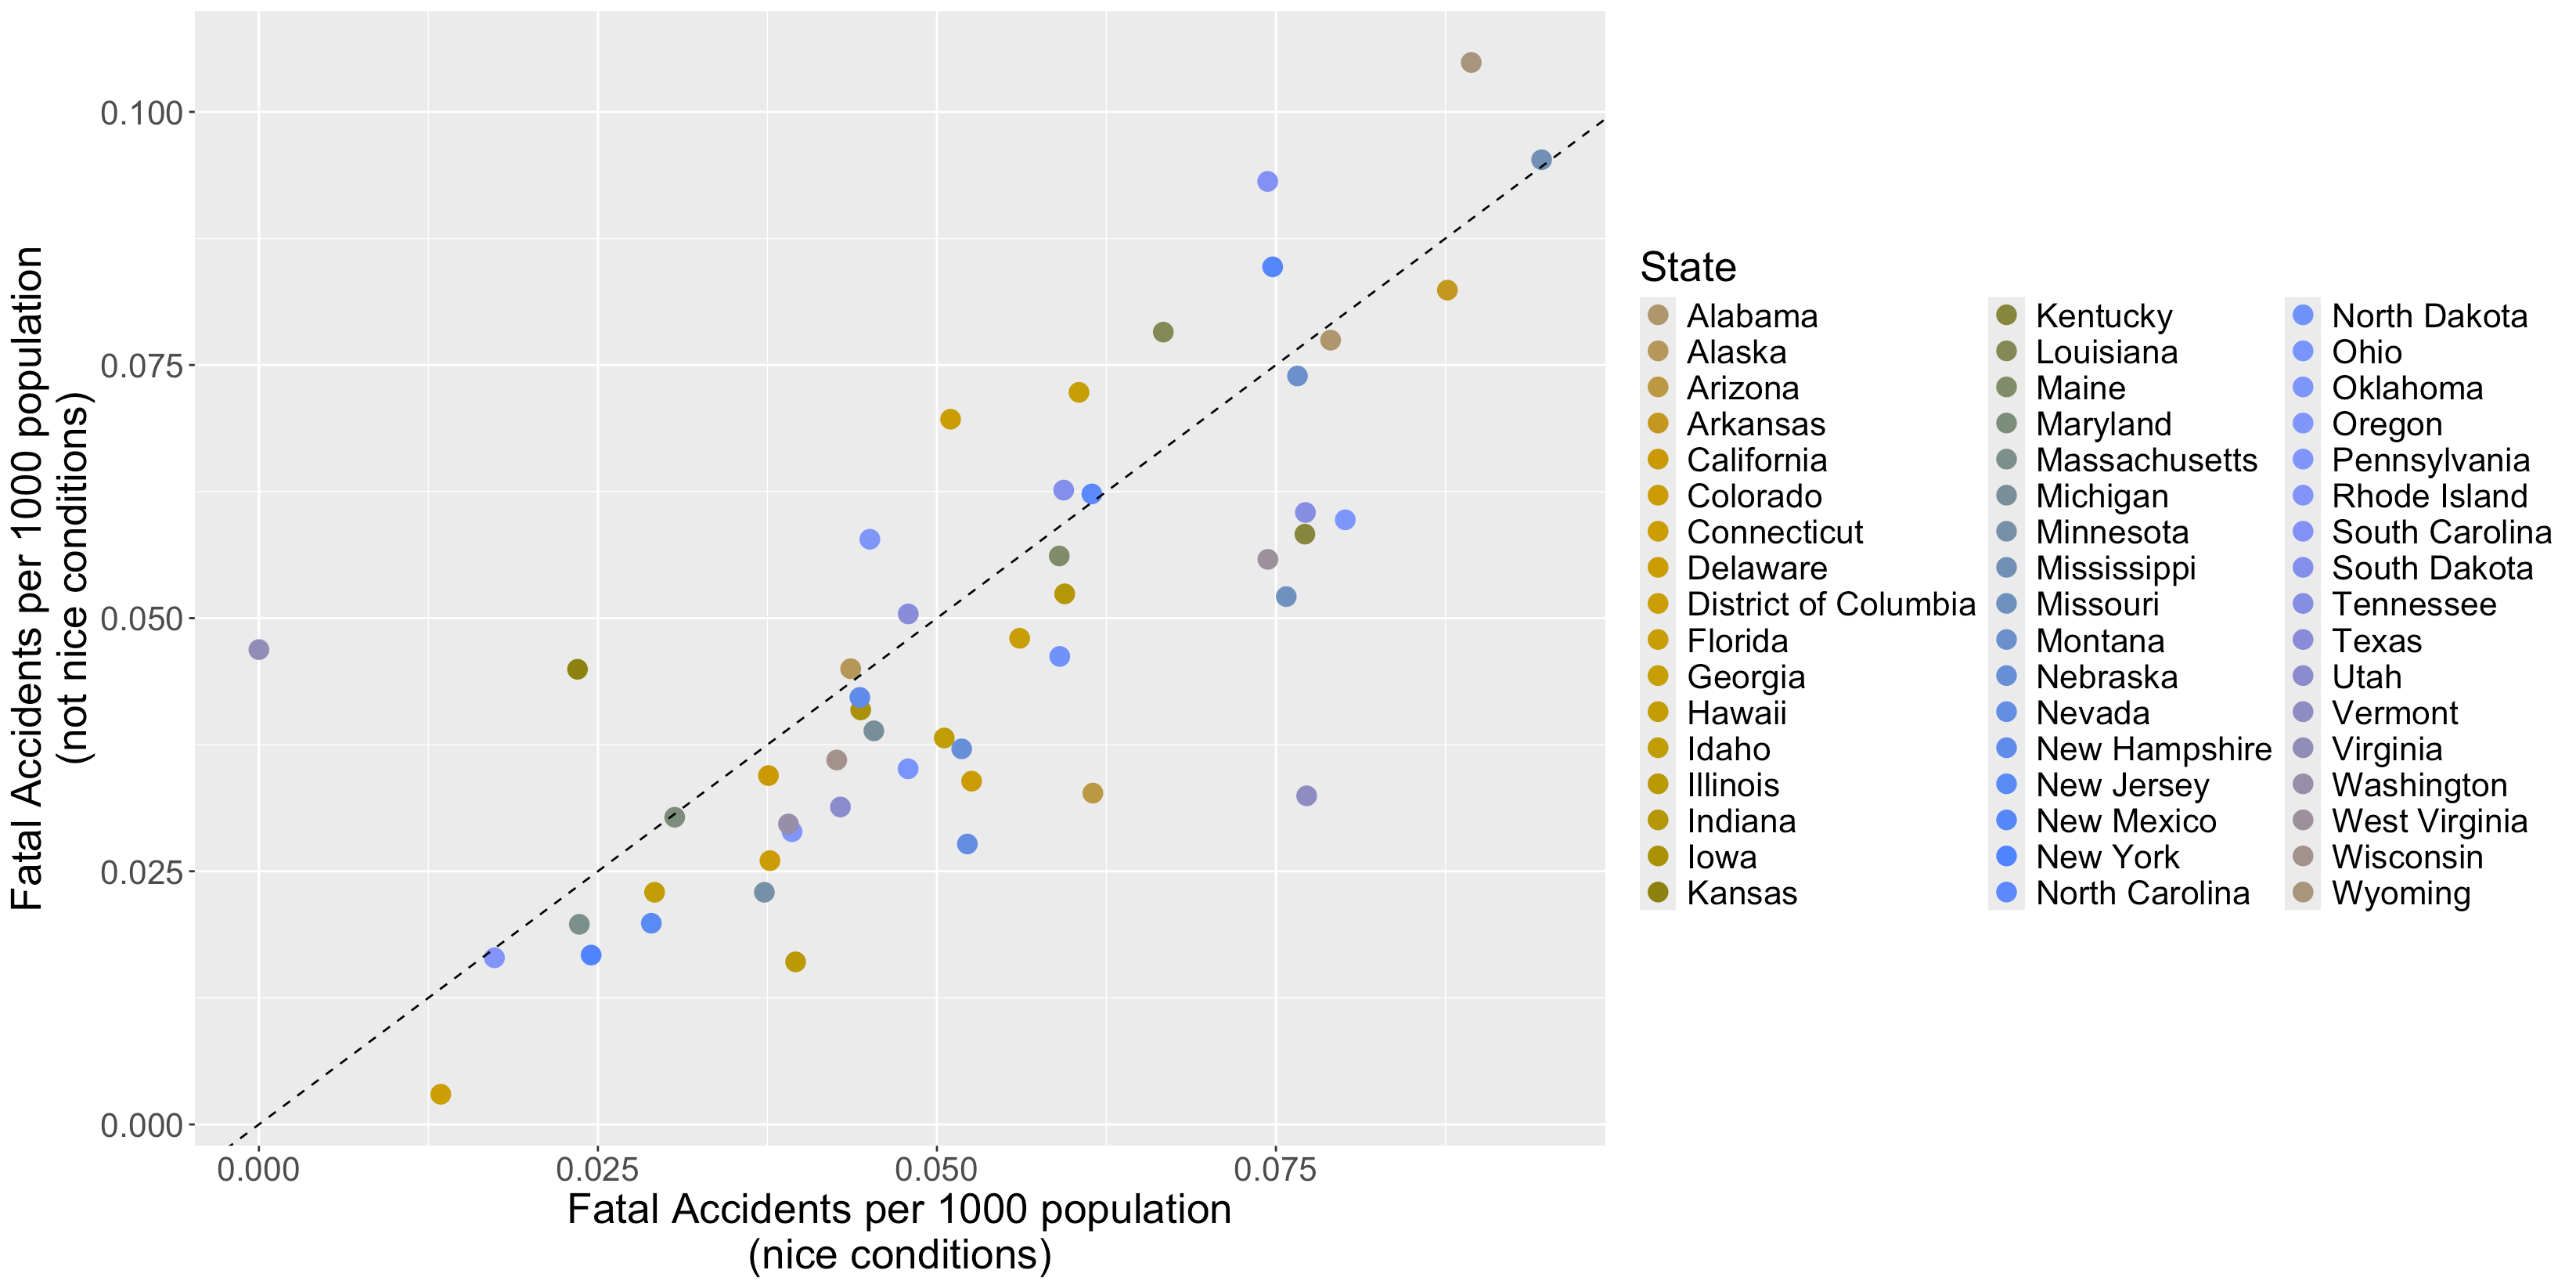 Fatal Accidents per 1000 population
(not nice conditions)
0.100
0.075
0.050
0.025
0.000
0.000
0.025
0.050
0.075
Fatal Accidents per 1000 population
(nice conditions)
State
Alabama
Alaska
Arizona
Arkansas
California
Colorado
Connecticut
Delaware
District of Columbia
Florida
Georgia
Hawaii
Idaho
Illinois
Indiana
Iowa
Kansas
Kentucky
Louisiana
Maine
Maryland
Massachusetts
Michigan
Minnesota
Mississippi
Missouri
Montana
Nebraska
Nevada
New Hampshire
New Jersey
New Mexico
New York
North Carolina
North Dakota
Ohio
Oklahoma
Oregon
Pennsylvania
Rhode Island
South Carolina
South Dakota
Tennessee
Texas
Utah
Vermont
Virginia
Washington
West Virginia
Wisconsin
Wyoming